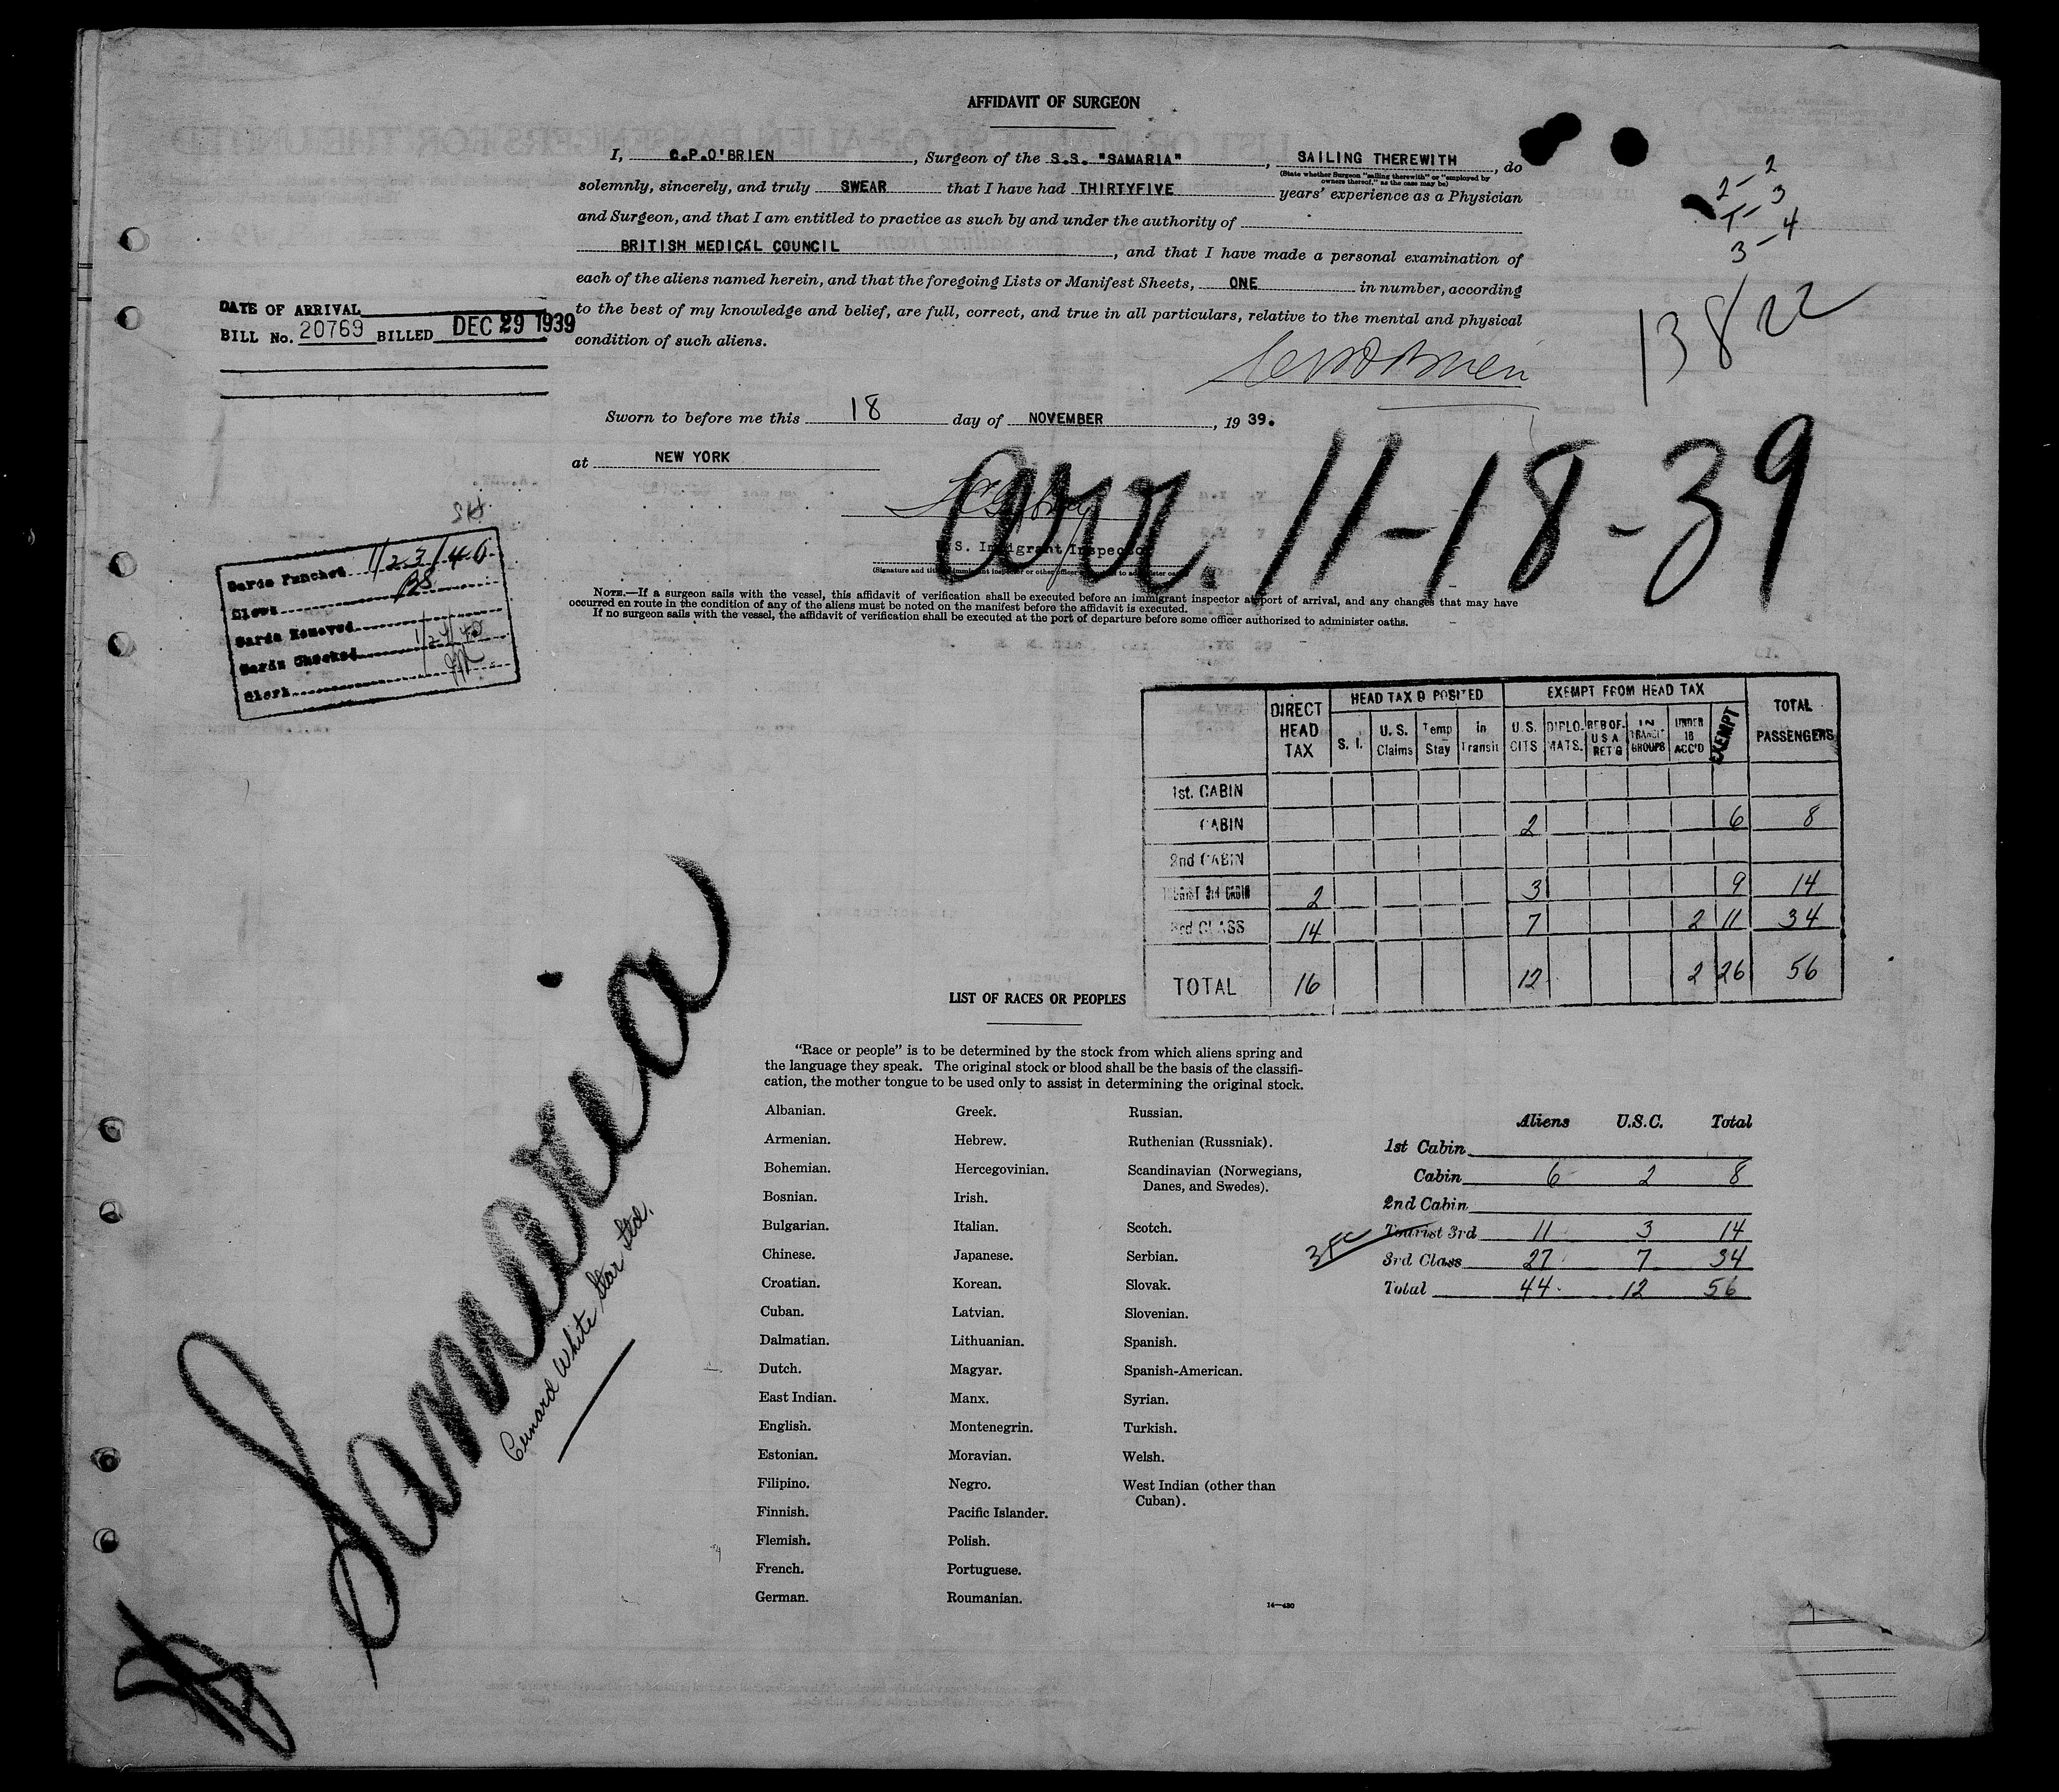 AFFIDAVIT OF SURGEON
I, C.P.O'BRIEN, Surgeon of the S.S. "SAMARIA", SAILING THEREWITH, do
(State whether Surgeon "sailing therewith" or "employed by
owners thereof," as the case may be)
solemnly, sincerely, and truly SWEAR that I have had THIRTYFIVE years' experience as a Physician
and Surgeon, and that I am entitled to practice as such by and under the authority of
BRITISH MEDICAL COUNCIL, and that I have made a personal examination of
each of the aliens named herein, and that the foregoing Lists or Manifest Sheets, ONE in number, according
to the best of my knowledge and belief, are full, correct, and true in all particulars, relative to the mental and physical
condition of such aliens.
2 - 2
1 - 3
3 - 4
13822
DATE OF ARRIVAL
BILL No. 20769 BILLED DEC 29 1939
Sworn to before me this 18 day of NOVEMBER, 19 39.
at NEW YORK
arr. 11-18-39
S. Immigrant Inspector
NOTE.—If a surgeon sails with the vessel, this affidavit of verification shall be executed before an immigrant inspector at port of arrival, and any changes that may have
occurred en route in the condition of any of the aliens must be noted on the manifest before the affidavit is executed.
If no surgeon sails with the vessel, the affidavit of verification shall be executed at the port of departure before some officer authorized to administer oaths.
Cards Punched 1/23/40
Clerk BS
Cards Removed
Cards Checked 1/24/40
Clerk
DIRECT HEAD TAX
HEAD TAX D POSITED
EXEMPT FROM HEAD TAX
TOTAL PASSENGERS
S. I. U. S. Claims Temp Stay in Transit U. S. CITS DIPLO. MATS. RES OF U S A RET'G IN TRANSIT GROUPS UNDER 16 ACC'D EXEMPT
1st. CABIN
CABIN 2 6 8
2nd CABIN
TOURIST 3rd CABIN 2 3 9 14
3rd CLASS 14 7 2 11 34
TOTAL 16 12 2 26 56
LIST OF RACES OR PEOPLES
"Race or people" is to be determined by the stock from which aliens spring and
the language they speak. The original stock or blood shall be the basis of the classifi-
cation, the mother tongue to be used only to assist in determining the original stock.
Albanian.
Armenian.
Bohemian.
Bosnian.
Bulgarian.
Chinese.
Croatian.
Cuban.
Dalmatian.
Dutch.
East Indian.
English.
Estonian.
Filipino.
Finnish.
Flemish.
French.
German.
Greek.
Hebrew.
Hercegovinian.
Irish.
Italian.
Japanese.
Korean.
Latvian.
Lithuanian.
Magyar.
Manx.
Montenegrin.
Moravian.
Negro.
Pacific Islander.
Polish.
Portuguese.
Roumanian.
Russian.
Ruthenian (Russniak).
Scandinavian (Norwegians,
Danes, and Swedes).
Scotch.
Serbian.
Slovak.
Slovenian.
Spanish.
Spanish-American.
Syrian.
Turkish.
Welsh.
West Indian (other than
Cuban).
Aliens U.S.C. Total
1st Cabin
Cabin 6 2 8
2nd Cabin
Tourist 3rd 11 3 14
3rd Class 27 7 34
Total 44 12 56
Samaria
Cunard White Star Ltd.